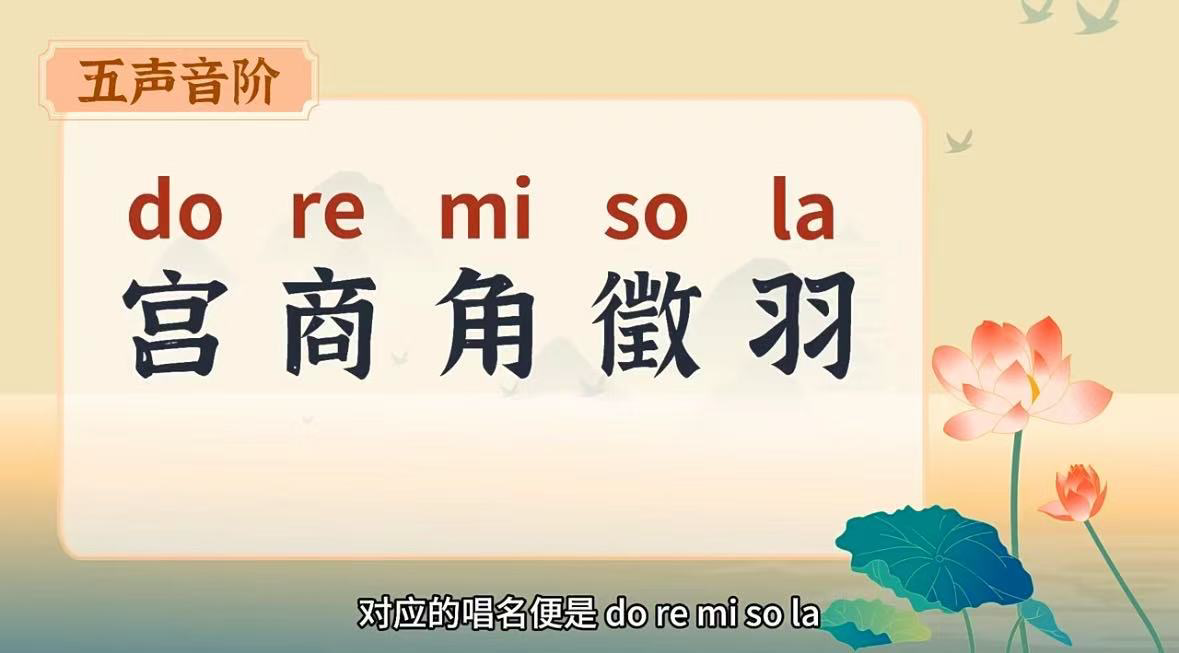 五声音阶
do re mi so la
宫 商 角 徵 羽
对应的唱名便是 do re mi so la